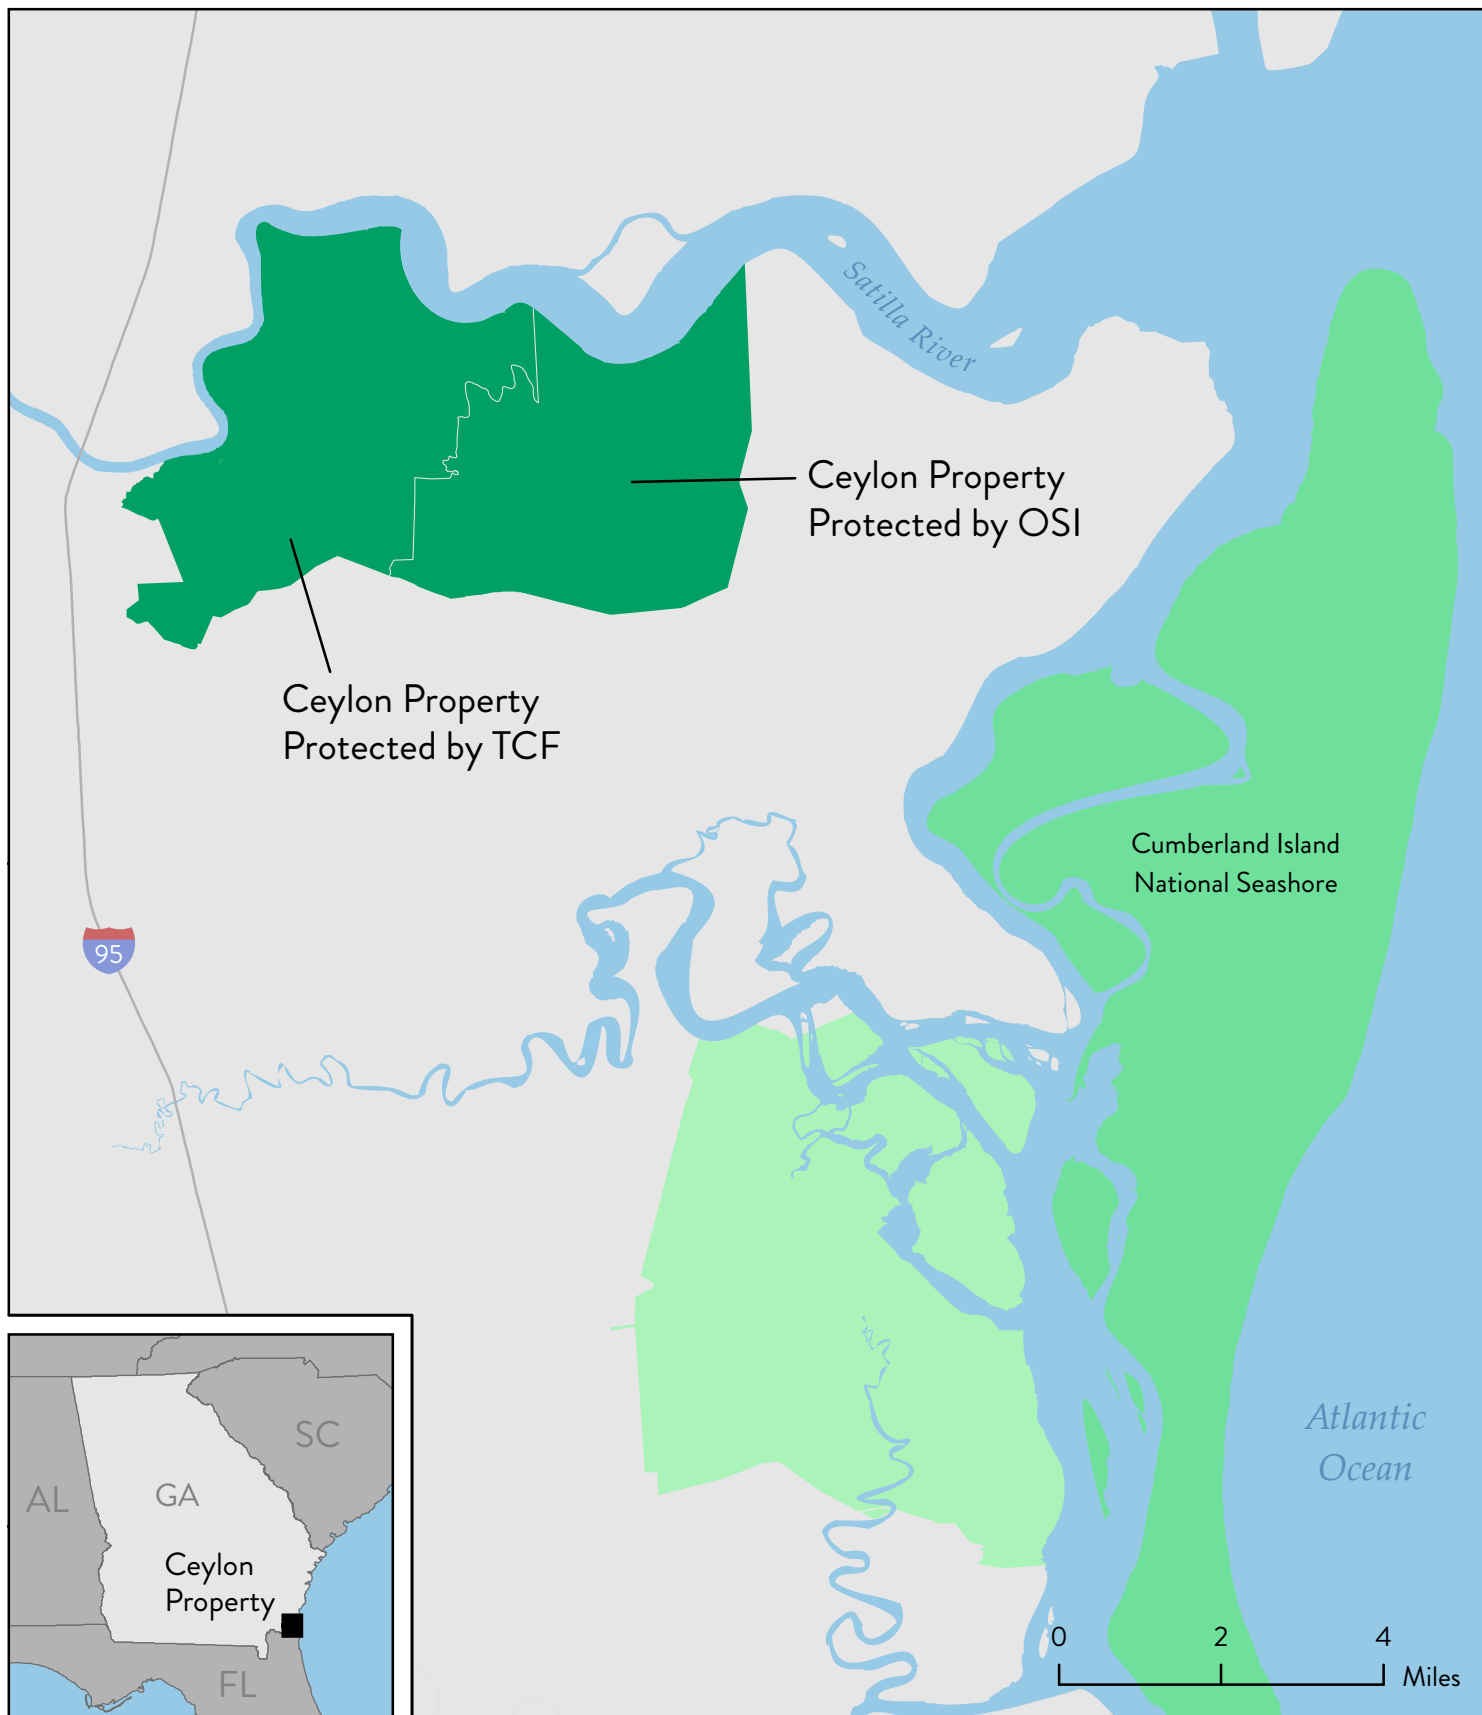 Satilla River
Ceylon Property
Protected by OSI
Ceylon Property
Protected by TCF
Cumberland Island
National Seashore
95
Atlantic
Ocean
SC
AL
GA
Ceylon
Property
FL
0 2 4
Miles